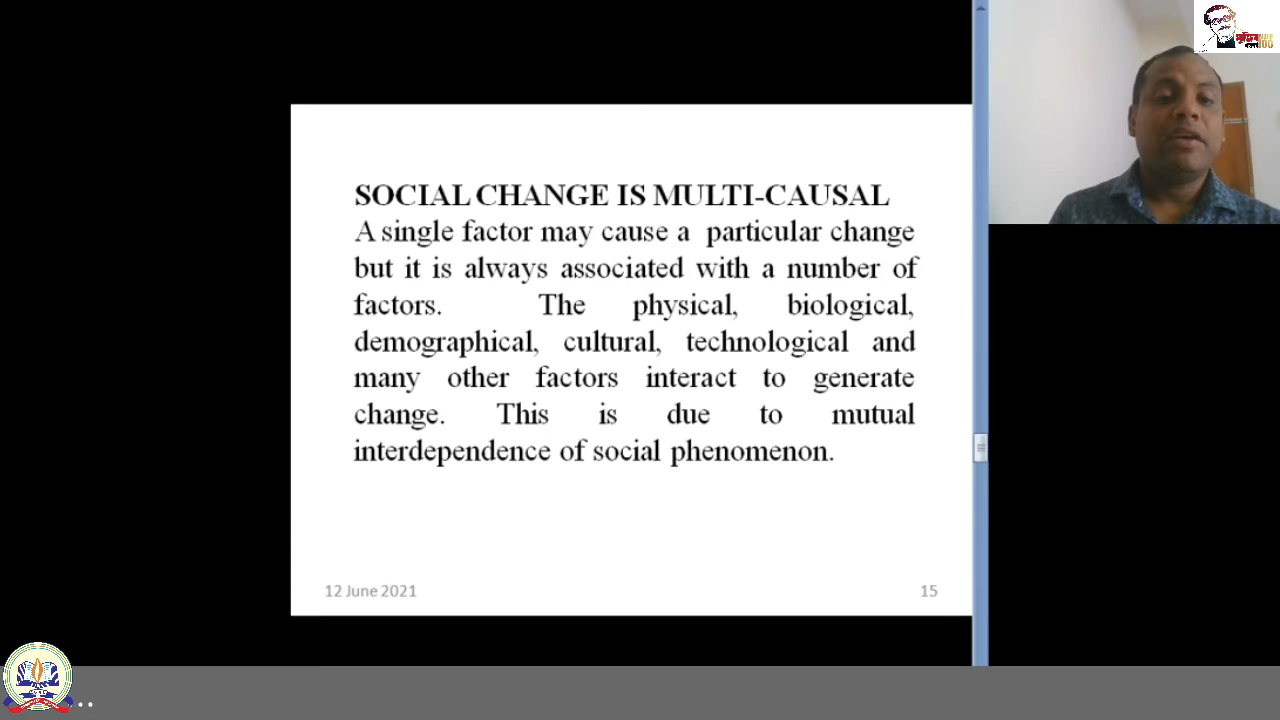 SOCIAL CHANGE IS MULTI-CAUSAL
A single factor may cause a particular change
but it is always associated with a number of
factors. The physical, biological,
demographical, cultural, technological and
many other factors interact to generate
change. This is due to mutual
interdependence of social phenomenon.
12 June 2021
15
100
..